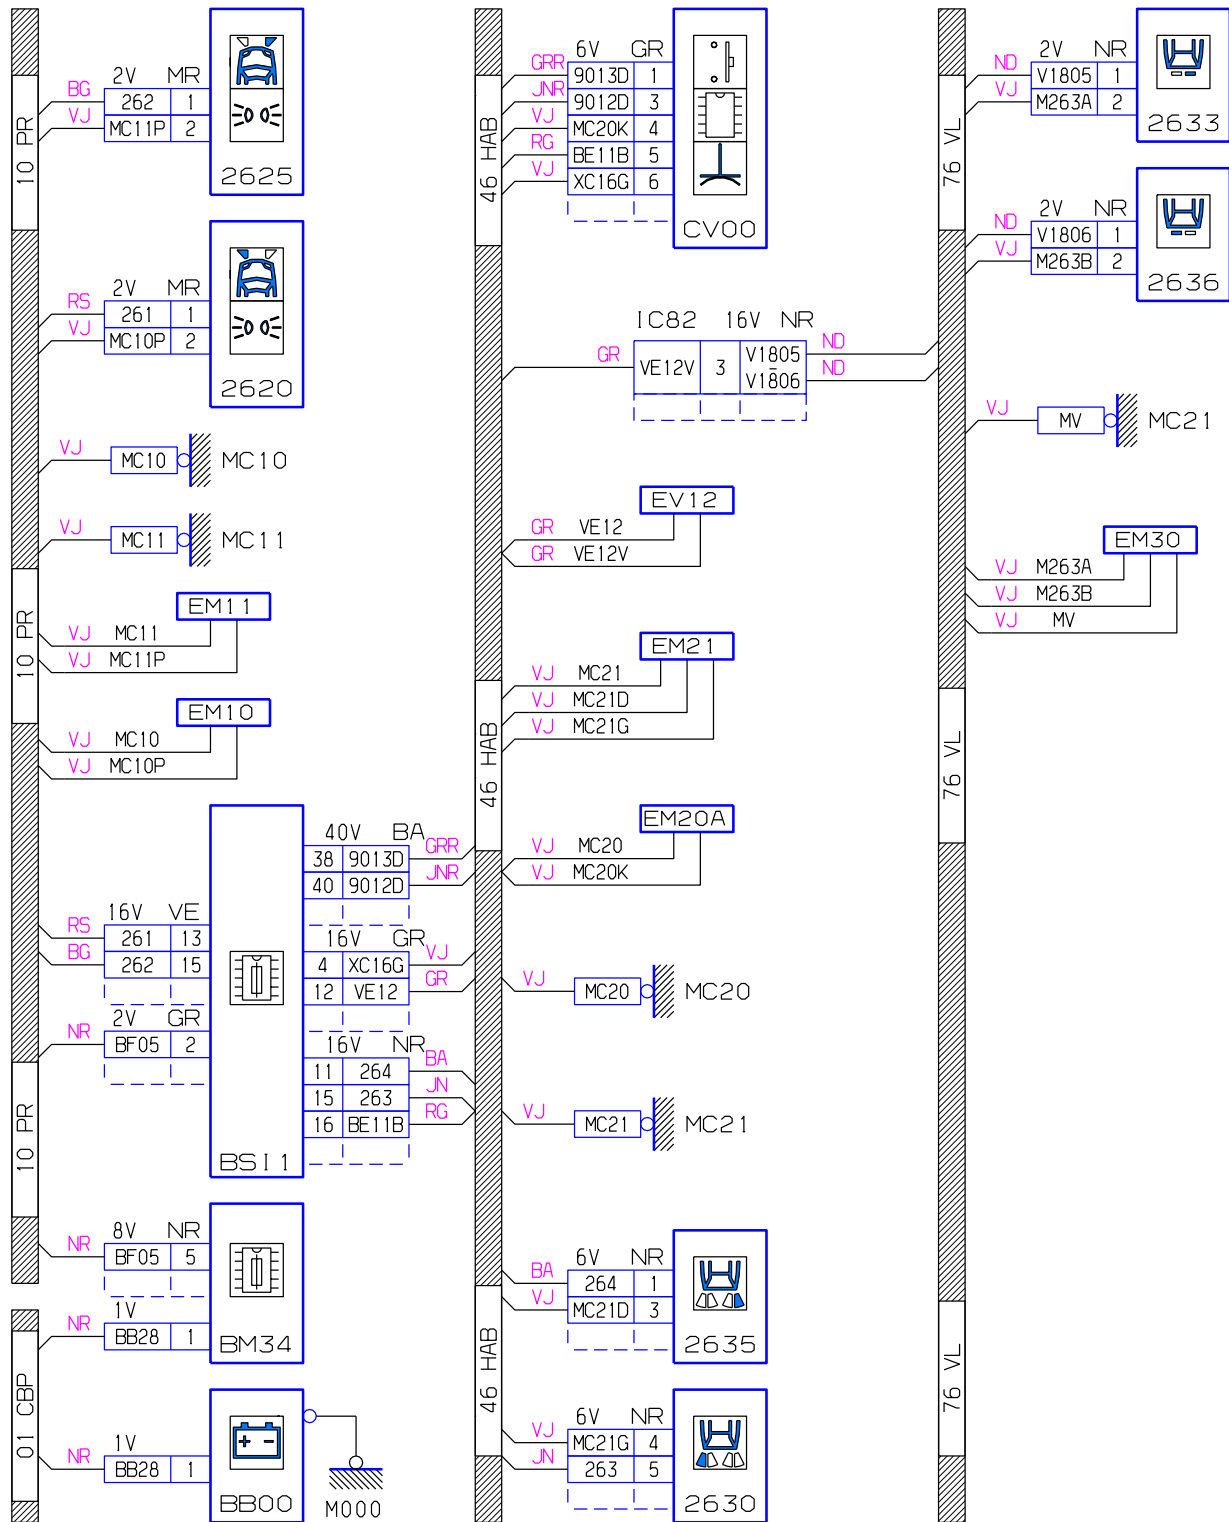 10 PR
2V MR
BG 262 1
VJ MC11P 2
2625
2V MR
RS 261 1
VJ MC10P 2
2620
VJ MC10 MC10
VJ MC11 MC11
10 PR
EM11
VJ MC11
VJ MC11P
EM10
VJ MC10
VJ MC10P
16V VE
RS 261 13
BG 262 15
2V GR
NR BF05 2
10 PR
BSI1
40V BA
38 9013D GRR
40 9012D JNR
16V GR
4 XC16G VJ
12 VE12 GR
16V NR
11 264 BA
15 263 JN
16 BE11B RG
8V NR
NR BF05 5
1V
NR BB28 1
BM34
01 CBP
1V
NR BB28 1
+ -
BB00
M000
46 HAB
6V GR
GRR 9013D 1
JNR 9012D 3
VJ MC20K 4
RG BE11B 5
VJ XC16G 6
CV00
IC82 16V NR
GR VE12V 3 V1805 ND
V1806 ND
EV12
GR VE12
GR VE12V
46 HAB
EM21
VJ MC21
VJ MC21D
VJ MC21G
EM20A
VJ MC20
VJ MC20K
VJ MC20 MC20
VJ MC21 MC21
46 HAB
6V NR
BA 264 1
VJ MC21D 3
2635
6V NR
VJ MC21G 4
JN 263 5
2630
76 VL
2V NR
ND V1805 1
VJ M263A 2
2633
2V NR
ND V1806 1
VJ M263B 2
2636
VJ MV MC21
EM30
VJ M263A
VJ M263B
VJ MV
76 VL
76 VL